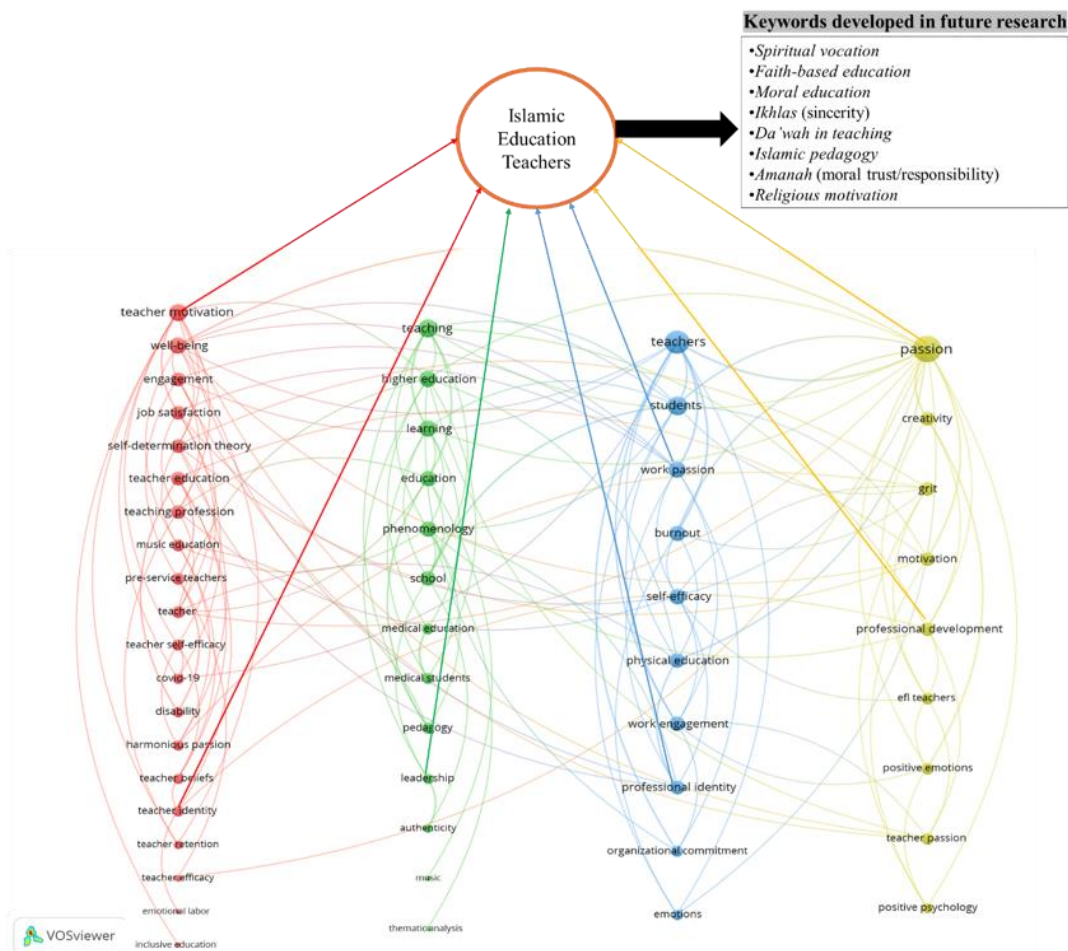 Keywords developed in future research
•Spiritual vocation
•Faith-based education
•Moral education
•Ikhlas (sincerity)
•Da'wah in teaching
•Islamic pedagogy
•Amanah (moral trust/responsibility)
•Religious motivation
Islamic
Education
Teachers
teacher motivation
well-being
engagement
job satisfaction
self-determination theory
teacher education
teaching profession
music education
pre-service teachers
teacher
teacher self-efficacy
covid-19
disability
harmonious passion
teacher beliefs
teacher identity
teacher retention
teacher efficacy
emotional labor
inclusive education
teaching
higher education
learning
education
phenomenology
school
medical education
medical students
pedagogy
leadership
authenticity
music
thematic analysis
teachers
students
work passion
burnout
self-efficacy
physical education
work engagement
professional identity
organizational commitment
emotions
passion
creativity
grit
motivation
professional development
efl teachers
positive emotions
teacher passion
positive psychology
VOSviewer